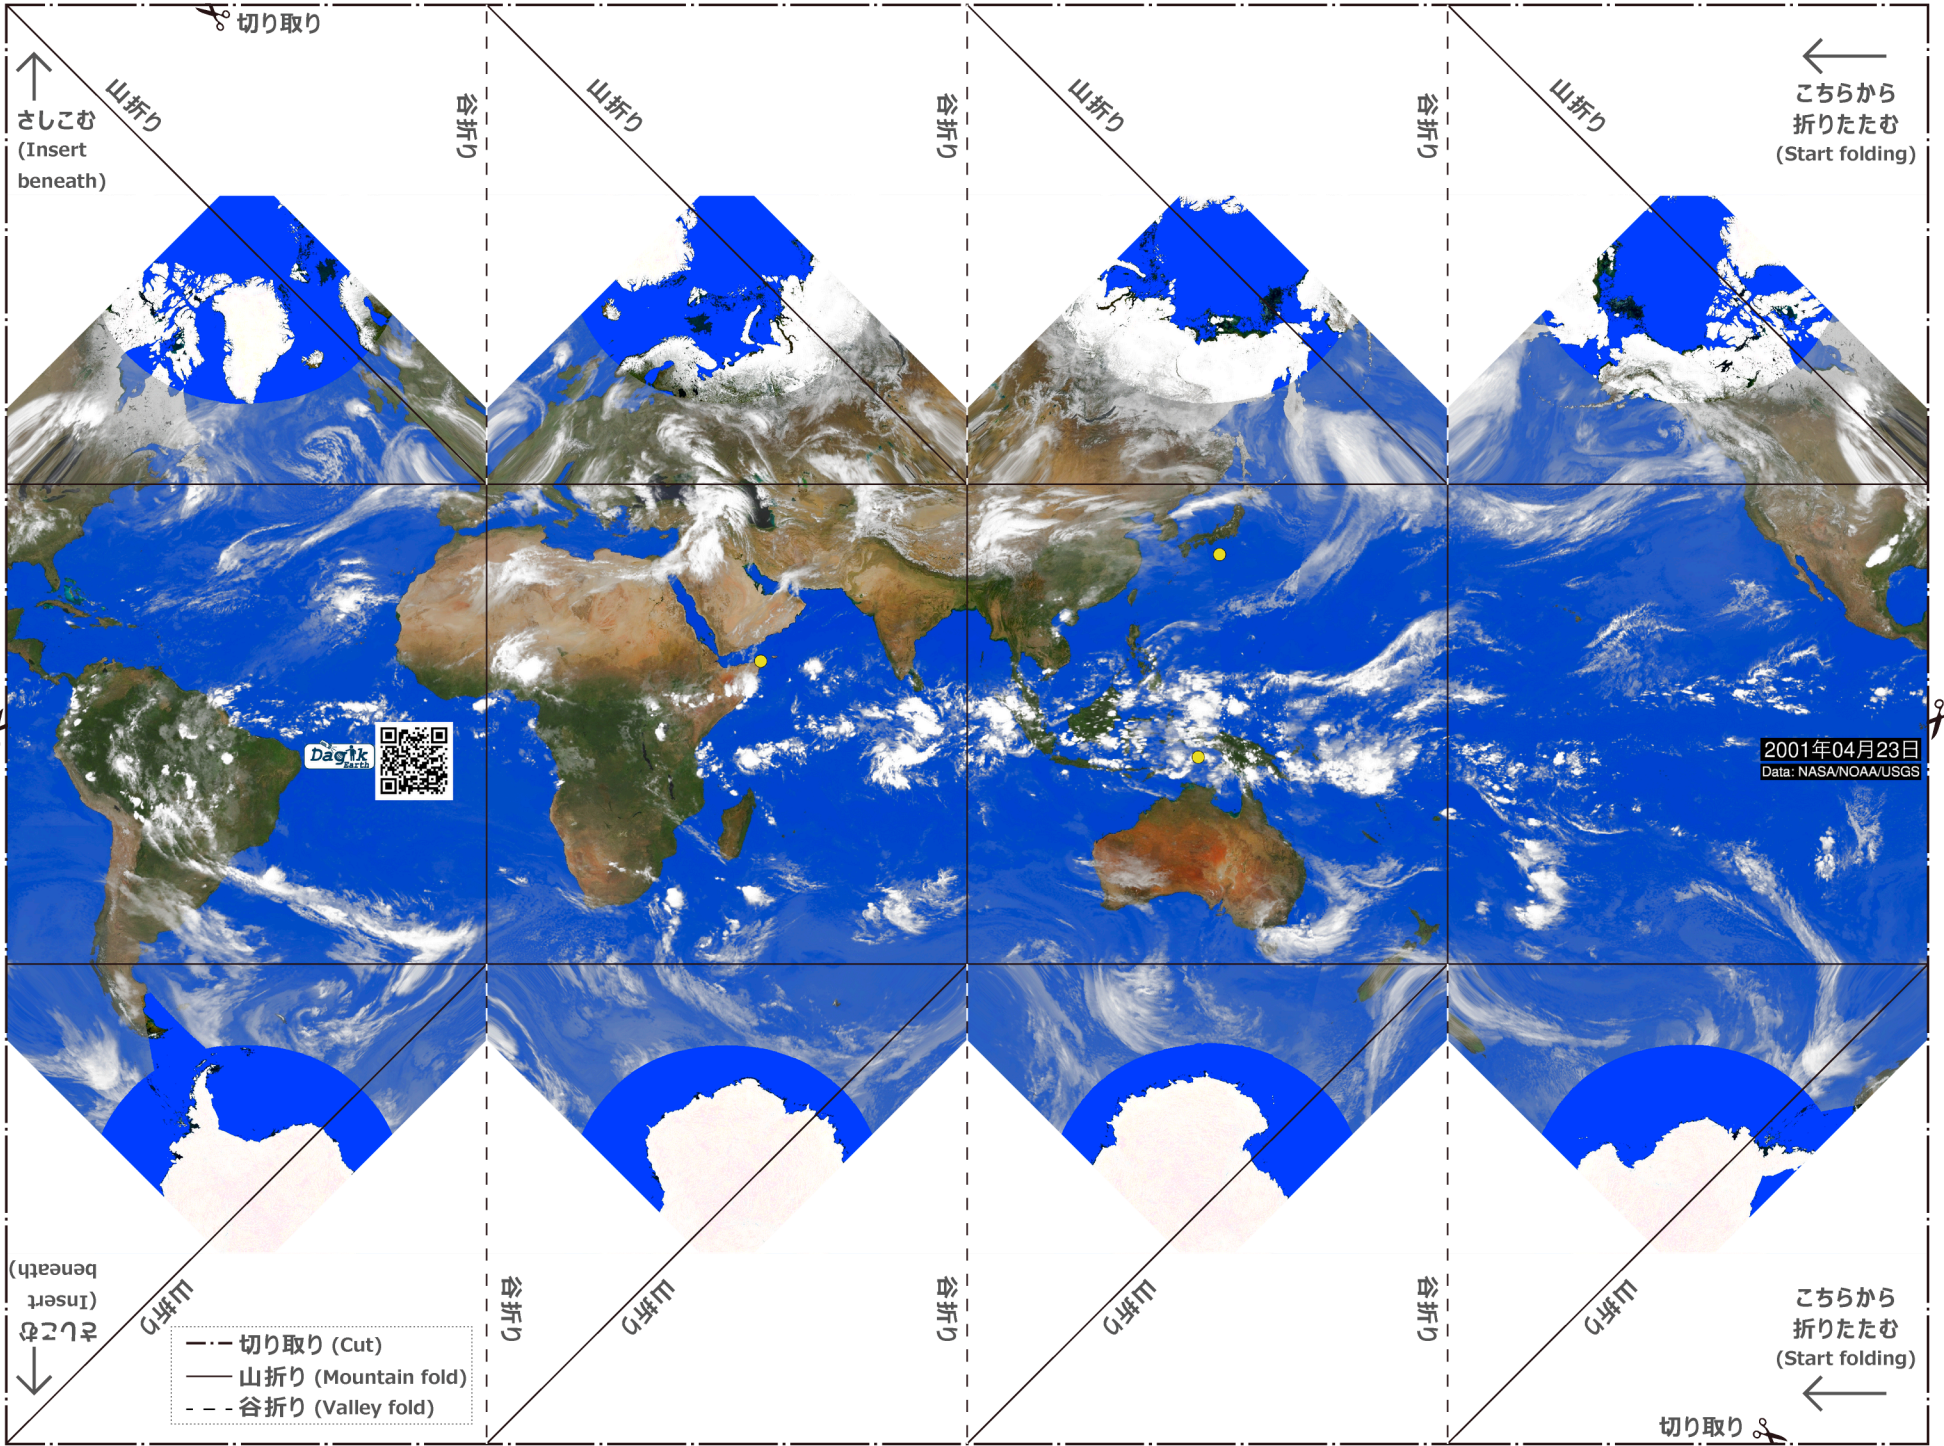 切り取り
山折り
谷折り
山折り
谷折り
山折り
谷折り
山折り
さしこむ
(Insert
beneath)
こちらから
折りたたむ
(Start folding)
Dagik
Earth
2001年04月23日
Data: NASA/NOAA/USGS
さしこむ
(Insert
beneath)
山折り
谷折り
山折り
谷折り
山折り
谷折り
山折り
こちらから
折りたたむ
(Start folding)
切り取り (Cut)
山折り (Mountain fold)
谷折り (Valley fold)
切り取り